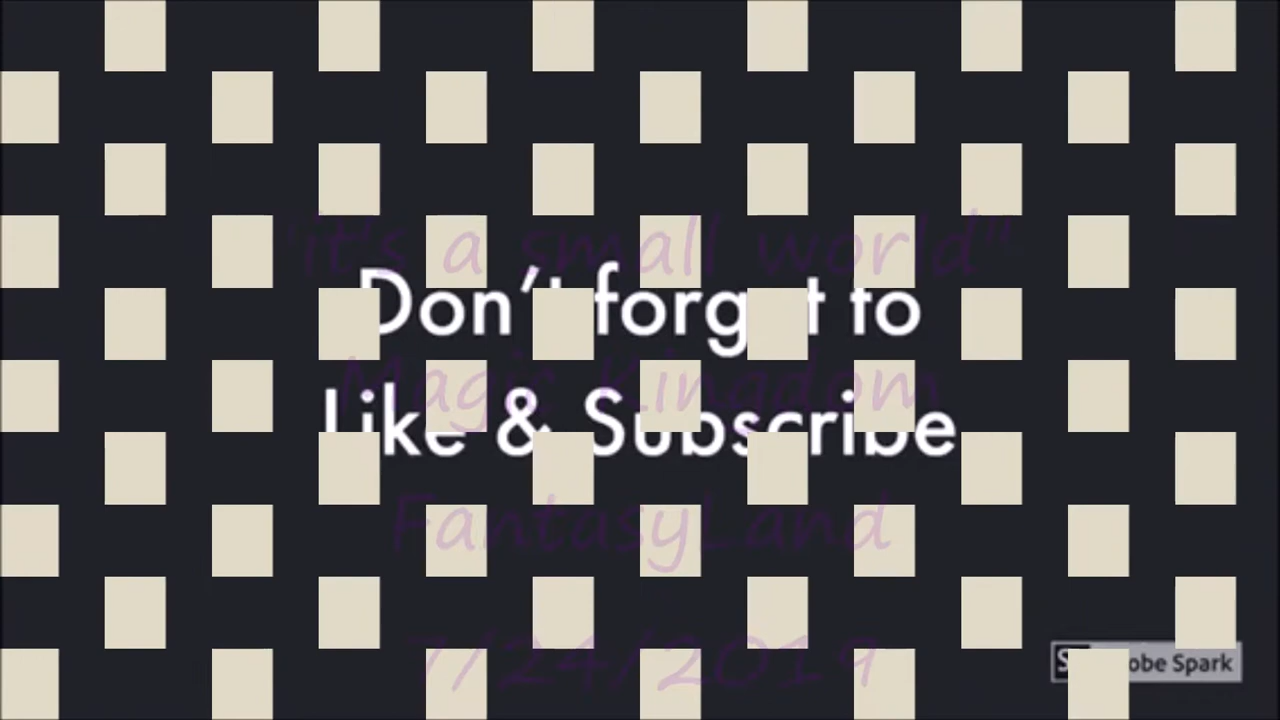 "it's a small world"
Don't forget to
Magic Kingdom
Like & Subscribe
FantasyLand
7/24/2019
Adobe Spark